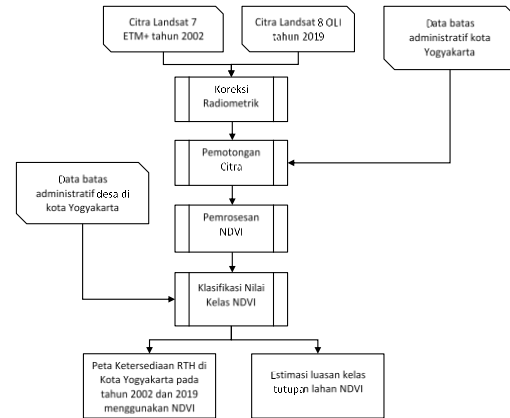 Citra Landsat 7
ETM+ tahun 2002
Citra Landsat 8 OLI
tahun 2019
Data batas
administratif kota
Yogyakarta
Koreksi
Radiometrik
Pemotongan
Citra
Data batas
administratif desa di
kota Yogyakarta
Pemrosesan
NDVI
Klasifikasi Nilai
Kelas NDVI
Peta Ketersediaan RTH di
Kota Yogyakarta pada
tahun 2002 dan 2019
menggunakan NDVI
Estimasi luasan kelas
tutupan lahan NDVI